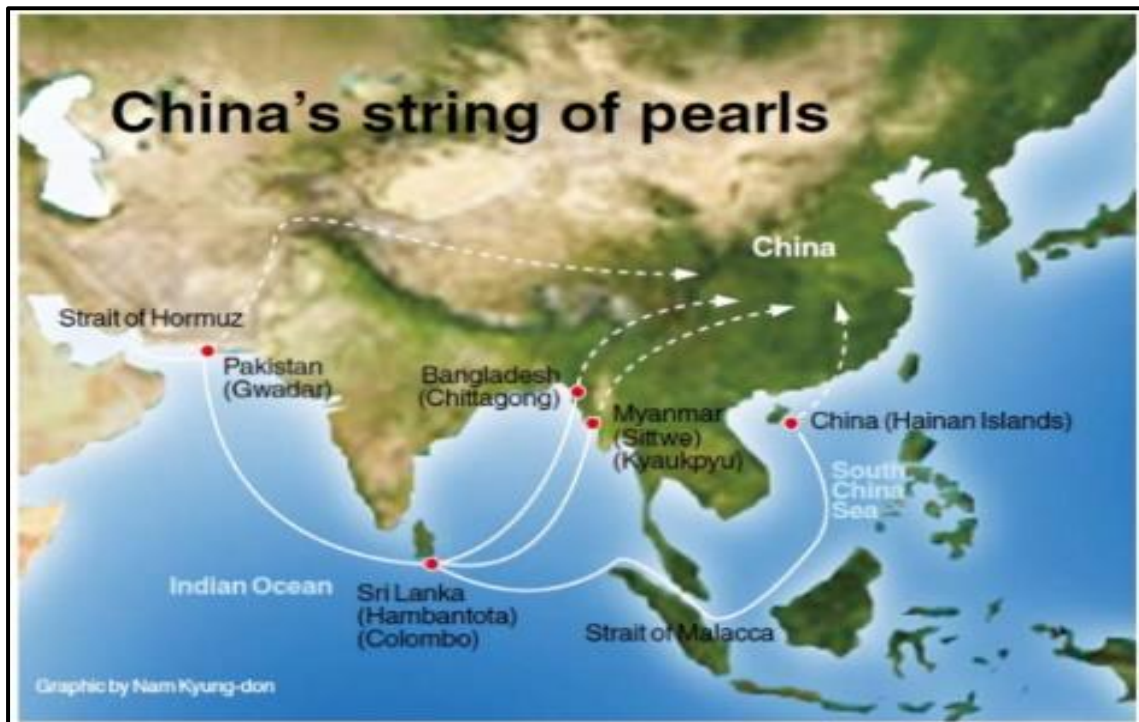 China's string of pearls
China
Strait of Hormuz
Pakistan
(Gwadar)
Bangladesh
(Chittagong)
Myanmar
(Sittwe)
(Kyaukpyu)
China (Hainan Islands)
South
China
Sea
Indian Ocean
Sri Lanka
(Hambantota)
(Colombo)
Strait of Malacca
Graphic by Nam Kyung-don